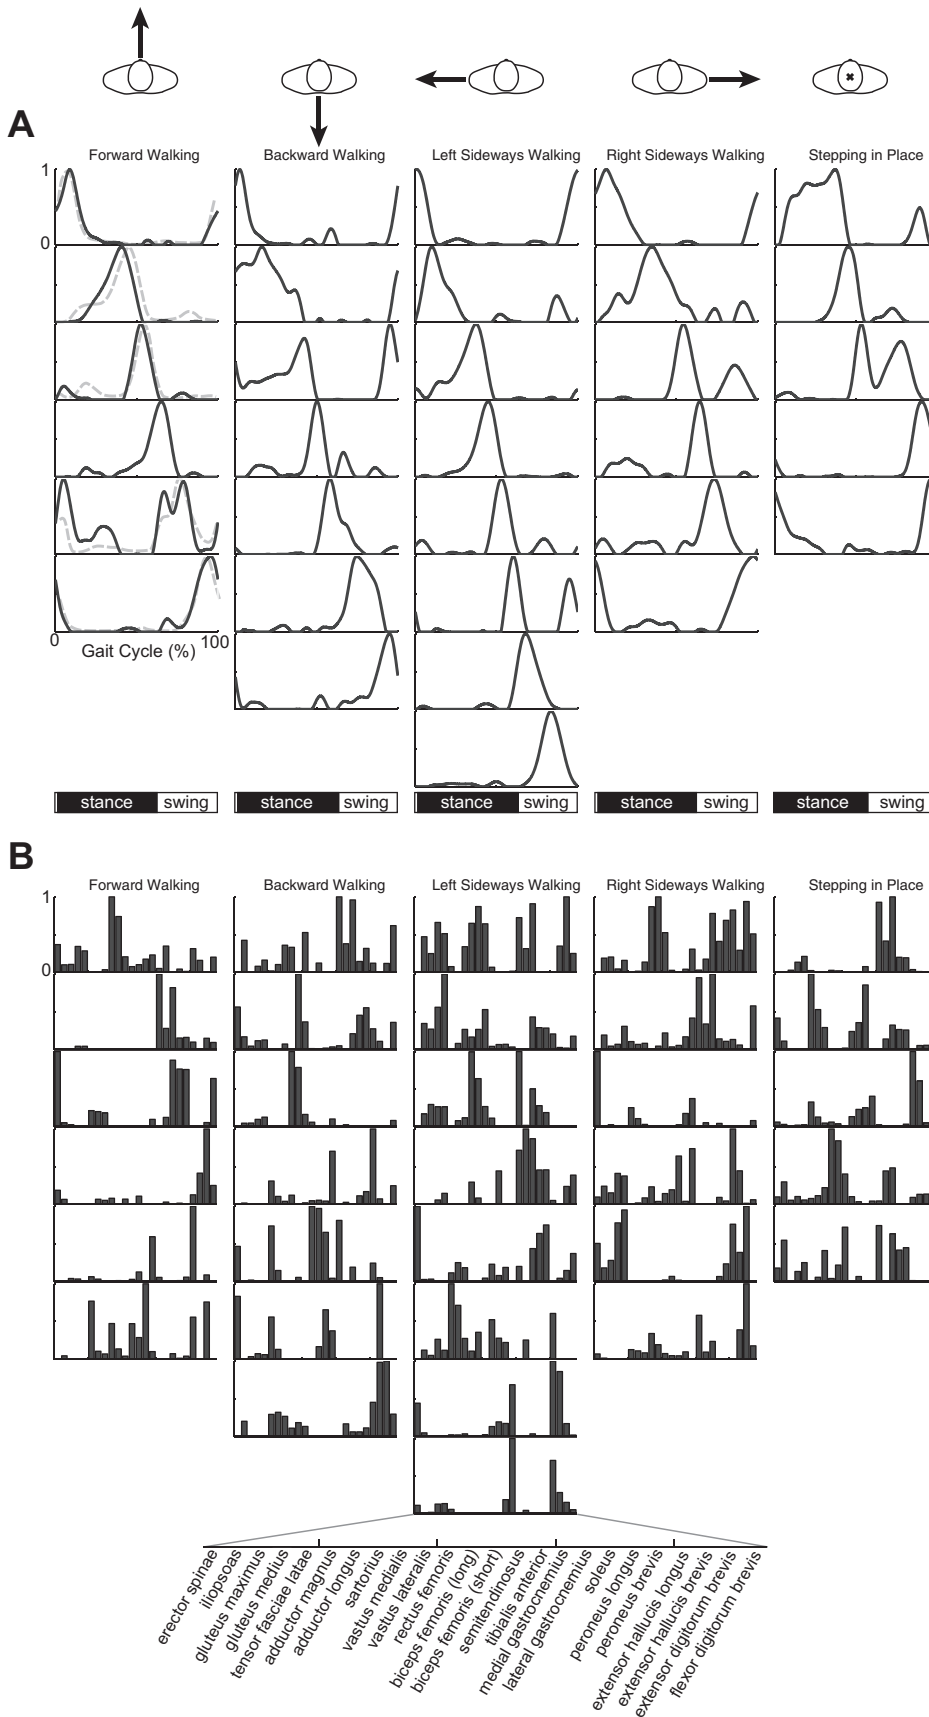 A
Forward Walking Backward Walking Left Sideways Walking Right Sideways Walking Stepping in Place
1
0
0 100
Gait Cycle (%)
stance swing stance swing stance swing stance swing stance swing
B
Forward Walking Backward Walking Left Sideways Walking Right Sideways Walking Stepping in Place
1
0
erector spinae
iliopsoas
gluteus maximus
gluteus medius
tensor fasciae latae
adductor magnus
adductor longus
sartorius
vastus medialis
vastus lateralis
rectus femoris
biceps femoris (long)
biceps femoris (short)
semitendinosus
tibialis anterior
medial gastrocnemius
lateral gastrocnemius
soleus
peroneus longus
peroneus brevis
extensor hallucis longus
extensor hallucis brevis
extensor digitorum brevis
flexor digitorum brevis